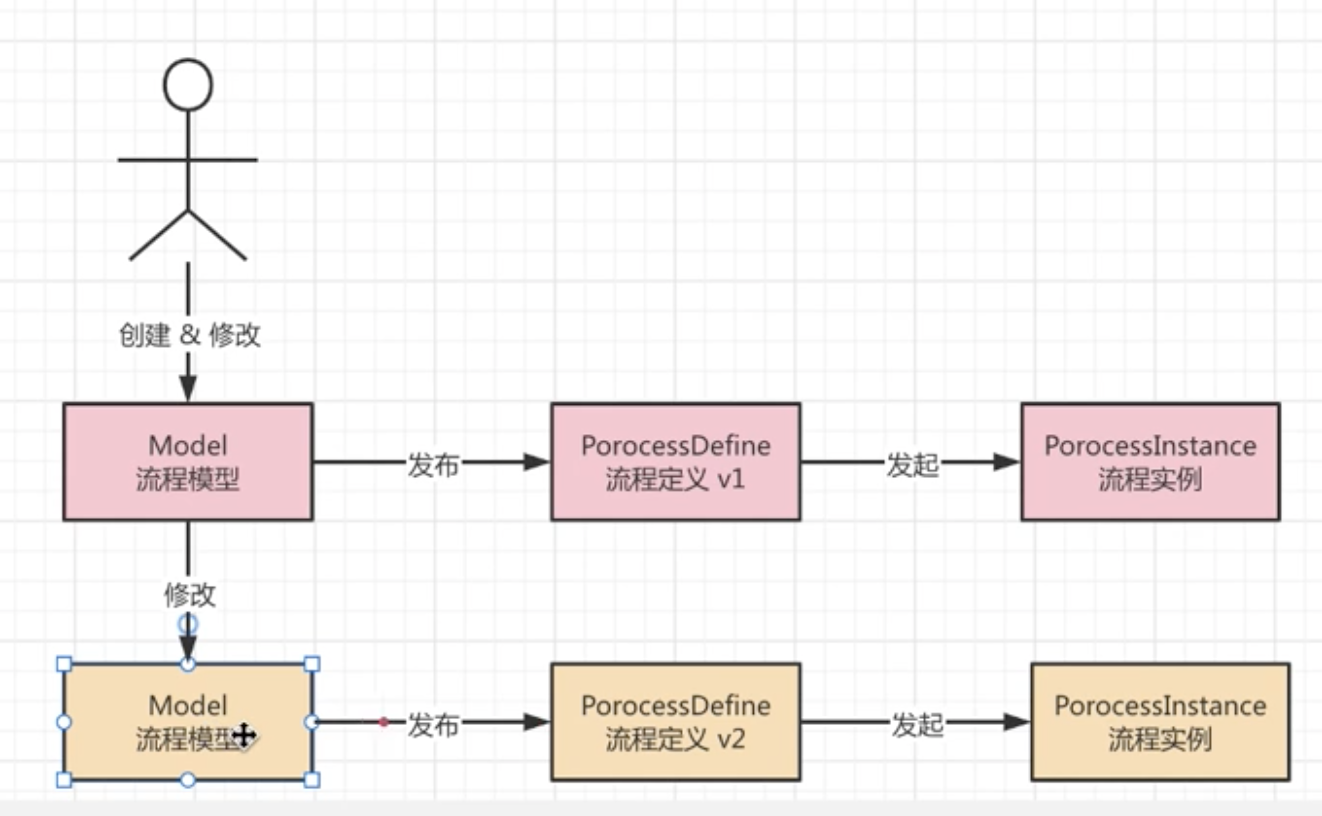 创建 & 修改
Model
流程模型
发布
PorocessDefine
流程定义 v1
发起
PorocessInstance
流程实例
修改
Model
流程模型
发布
PorocessDefine
流程定义 v2
发起
PorocessInstance
流程实例